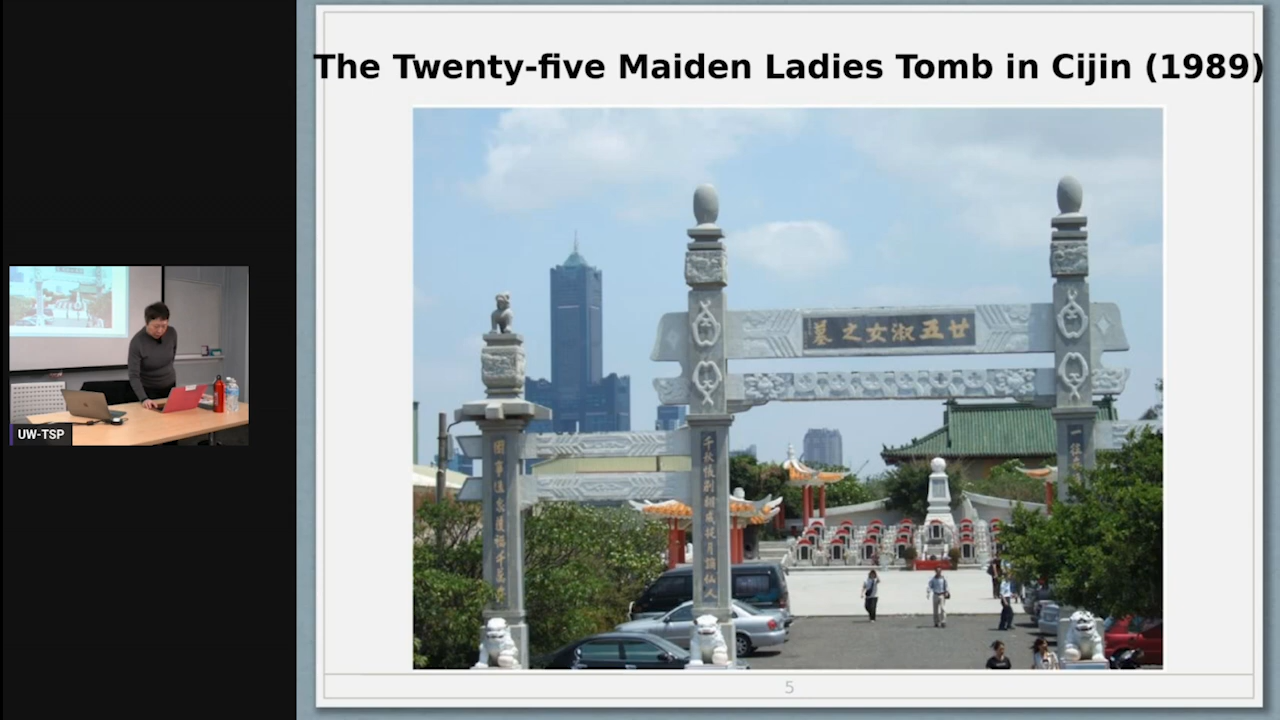 The Twenty-five Maiden Ladies Tomb in Cijin (1989)
廿五淑女之墓
UW-TSP
5